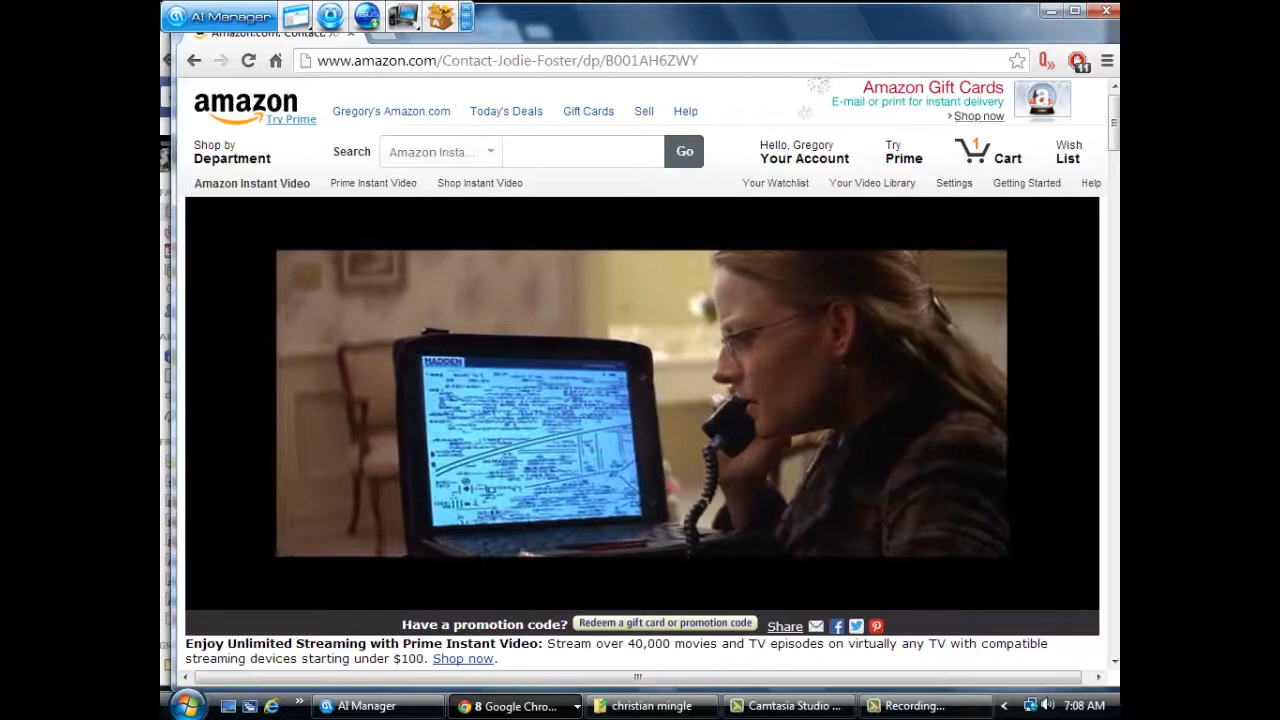 AI Manager
Amazon.com: Contact: Jo
www.amazon.com/Contact-Jodie-Foster/dp/B001AH6ZWY
11
amazon
Try Prime
Gregory's Amazon.com
Today's Deals
Gift Cards
Sell
Help
Amazon Gift Cards
E-mail or print for instant delivery
Shop now
Shop by
Department
Search
Amazon Insta...
Go
Hello, Gregory
Your Account
Try
Prime
1
Cart
Wish
List
Amazon Instant Video
Prime Instant Video
Shop Instant Video
Your Watchlist
Your Video Library
Settings
Getting Started
Help
HADDEN
Have a promotion code?
Redeem a gift card or promotion code
Share
Enjoy Unlimited Streaming with Prime Instant Video: Stream over 40,000 movies and TV episodes on virtually any TV with compatible
streaming devices starting under $100. Shop now.
AI Manager
8 Google Chro...
christian mingle
Camtasia Studio ...
Recording...
7:08 AM